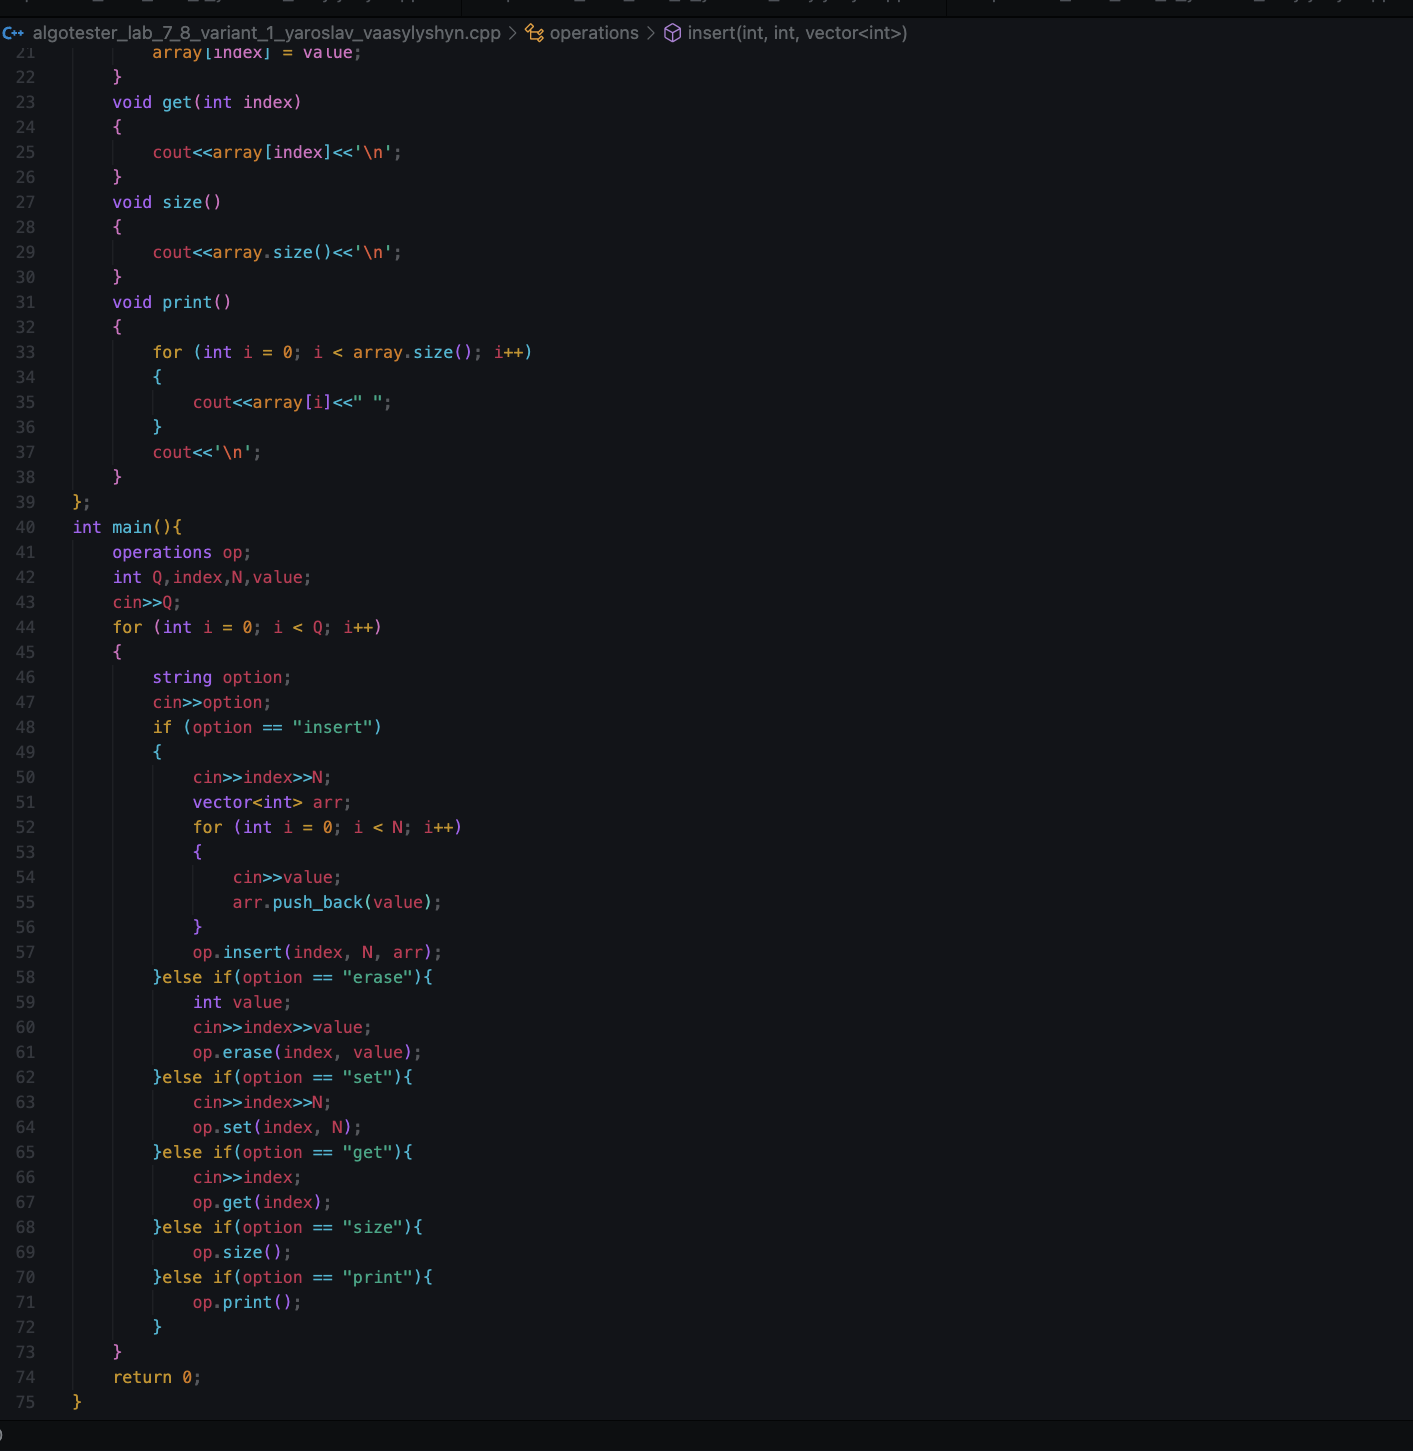 algotester_lab_7_8_variant_1_yaroslav_vaasylyshyn.cpp > operations > insert(int, int, vector<int>)
21 array[index] = value;
22 }
23 void get(int index)
24 {
25 cout<<array[index]<<'\n';
26 }
27 void size()
28 {
29 cout<<array.size()<<'\n';
30 }
31 void print()
32 {
33 for (int i = 0; i < array.size(); i++)
34 {
35 cout<<array[i]<<" ";
36 }
37 cout<<'\n';
38 }
39 };
40 int main(){
41 operations op;
42 int Q,index,N,value;
43 cin>>Q;
44 for (int i = 0; i < Q; i++)
45 {
46 string option;
47 cin>>option;
48 if (option == "insert")
49 {
50 cin>>index>>N;
51 vector<int> arr;
52 for (int i = 0; i < N; i++)
53 {
54 cin>>value;
55 arr.push_back(value);
56 }
57 op.insert(index, N, arr);
58 }else if(option == "erase"){
59 int value;
60 cin>>index>>value;
61 op.erase(index, value);
62 }else if(option == "set"){
63 cin>>index>>N;
64 op.set(index, N);
65 }else if(option == "get"){
66 cin>>index;
67 op.get(index);
68 }else if(option == "size"){
69 op.size();
70 }else if(option == "print"){
71 op.print();
72 }
73 }
74 return 0;
75 }